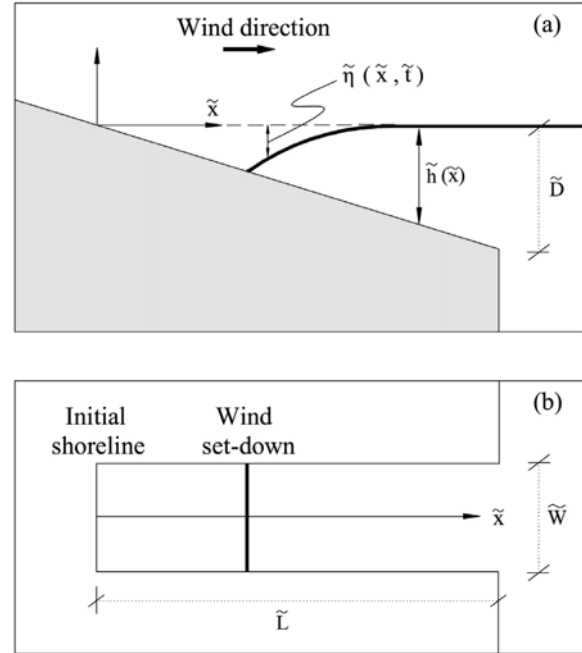 (a)
Wind direction
η̃ (x̃, t̃)
x̃
h̃(x̃)
D̃
(b)
Initial
shoreline
Wind
set-down
x̃
W̃
L̃